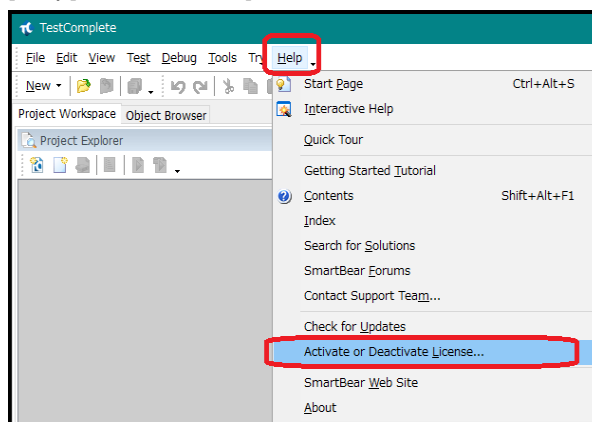 TestComplete
File Edit View Test Debug Tools Try Help
New
Project Workspace Object Browser
Project Explorer
Start Page Ctrl+Alt+S
Interactive Help
Quick Tour
Getting Started Tutorial
Contents Shift+Alt+F1
Index
Search for Solutions
SmartBear Forums
Contact Support Team...
Check for Updates
Activate or Deactivate License...
SmartBear Web Site
About